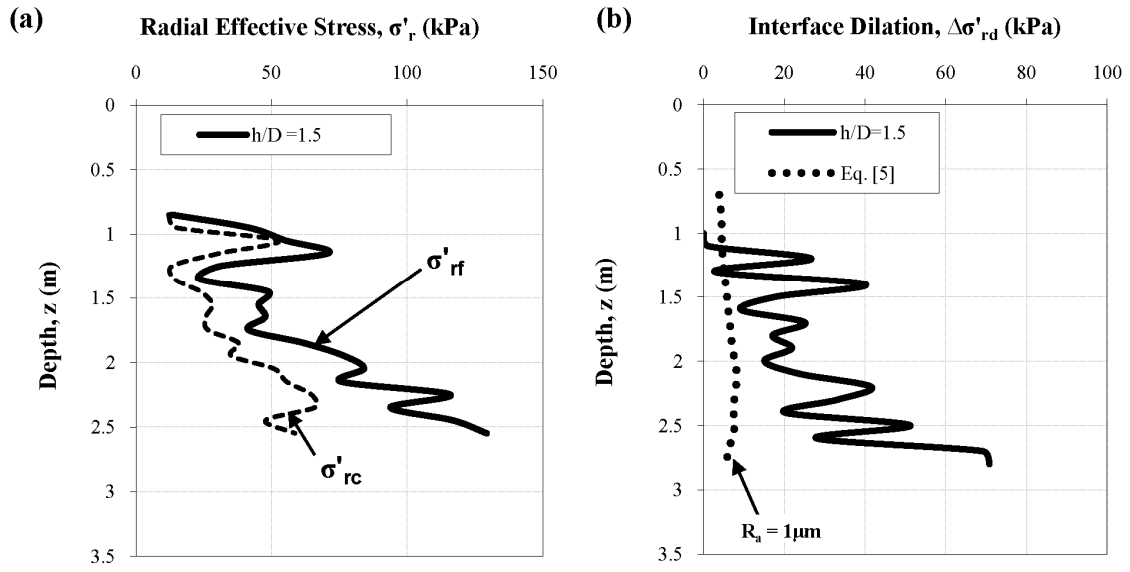 (a)
Radial Effective Stress, σ'r (kPa)
0 50 100 150
0
0.5
1
1.5
2
2.5
3
3.5
Depth, z (m)
h/D =1.5
σ'rf
σ'rc
(b)
Interface Dilation, Δσ'rd (kPa)
0 20 40 60 80 100
0
0.5
1
1.5
2
2.5
3
3.5
Depth, z (m)
h/D=1.5
Eq. [5]
Ra = 1μm